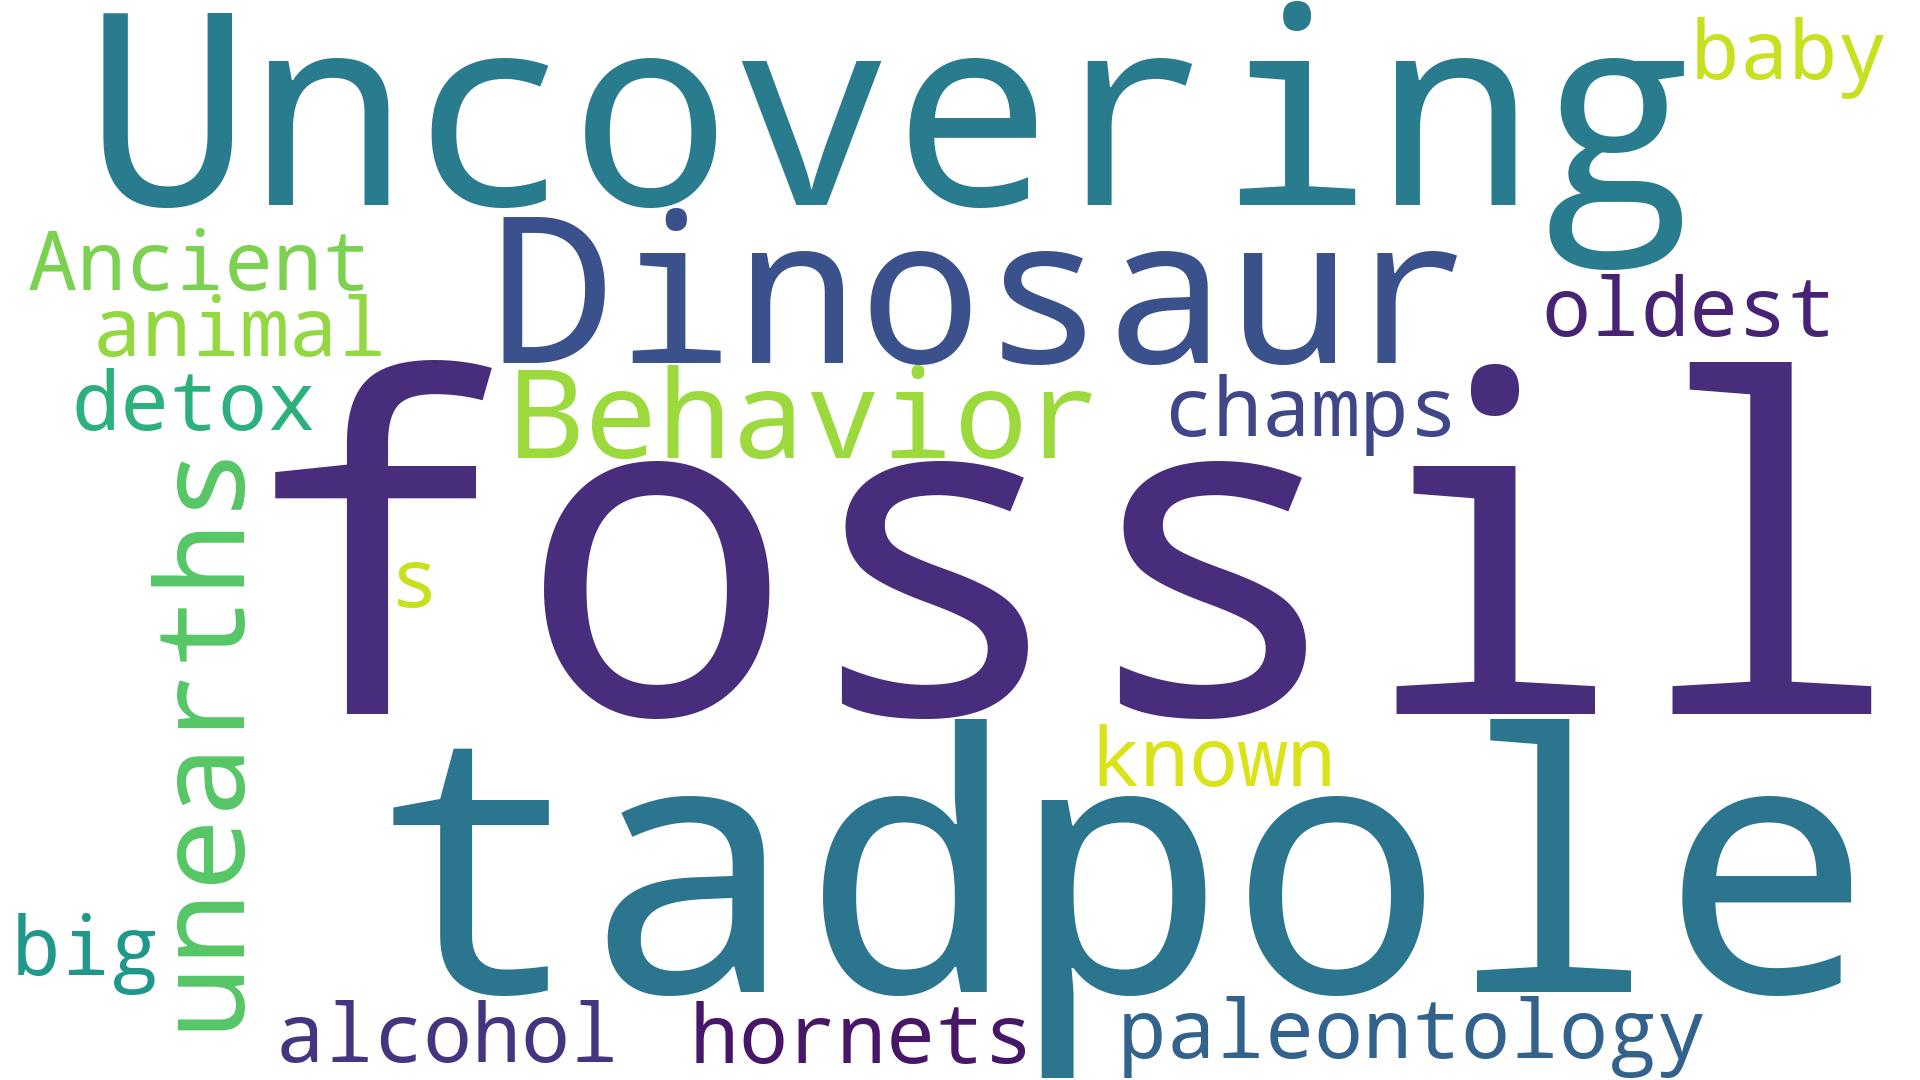 Uncovering
baby
Dinosaur
Ancient
oldest
animal
detox
Behavior
champs
fossil
s
unearths
tadpole
known
big
alcohol
hornets
paleontology